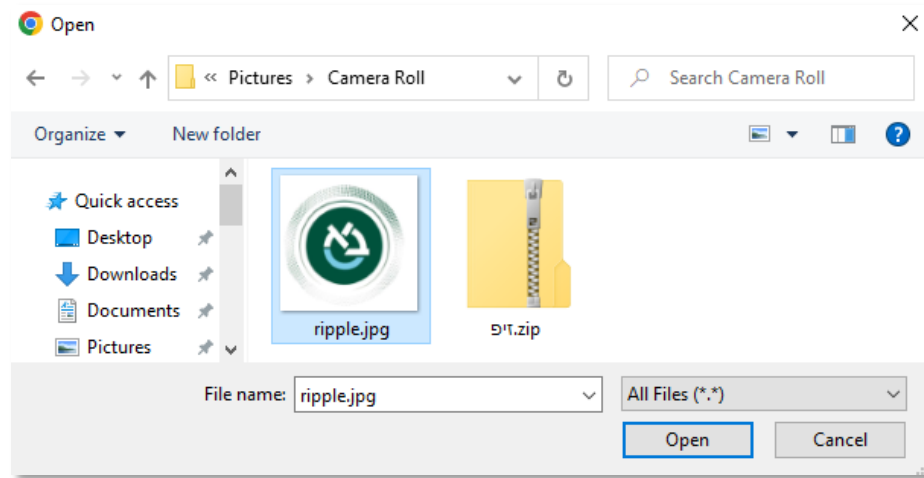 Open
« Pictures › Camera Roll
Search Camera Roll
Organize
New folder
?
Quick access
Desktop
Downloads
Documents
Pictures
בא
ripple.jpg
זיפ.zip
File name: ripple.jpg
All Files (*.*)
Open
Cancel